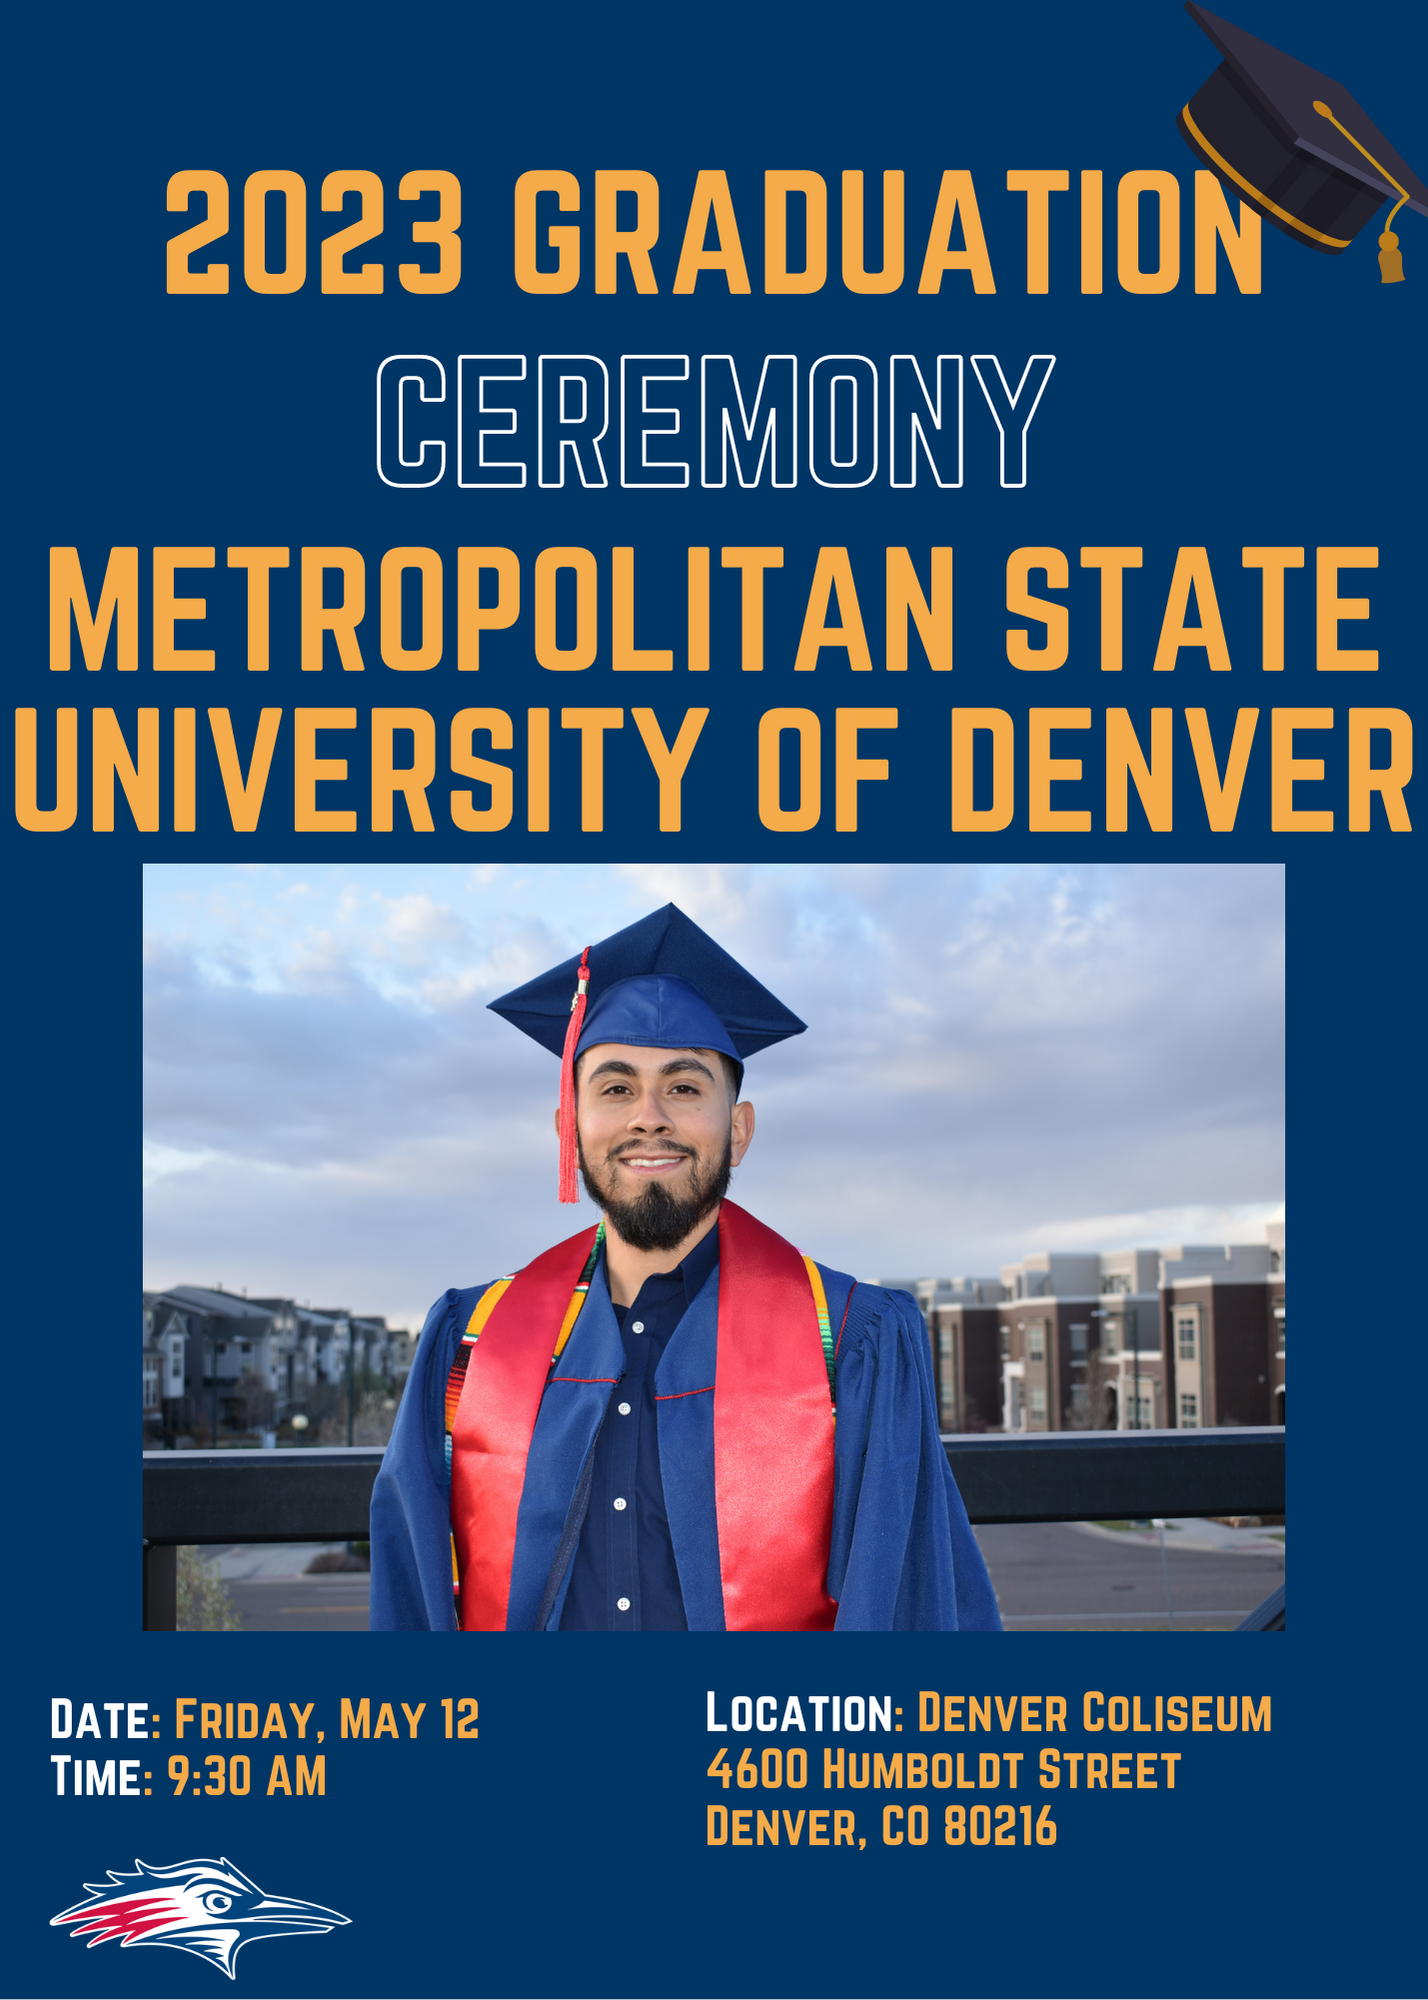 2023 GRADUATION
CEREMONY
METROPOLITAN STATE
UNIVERSITY OF DENVER
DATE: FRIDAY, MAY 12
TIME: 9:30 AM
LOCATION: DENVER COLISEUM
4600 HUMBOLDT STREET
DENVER, CO 80216